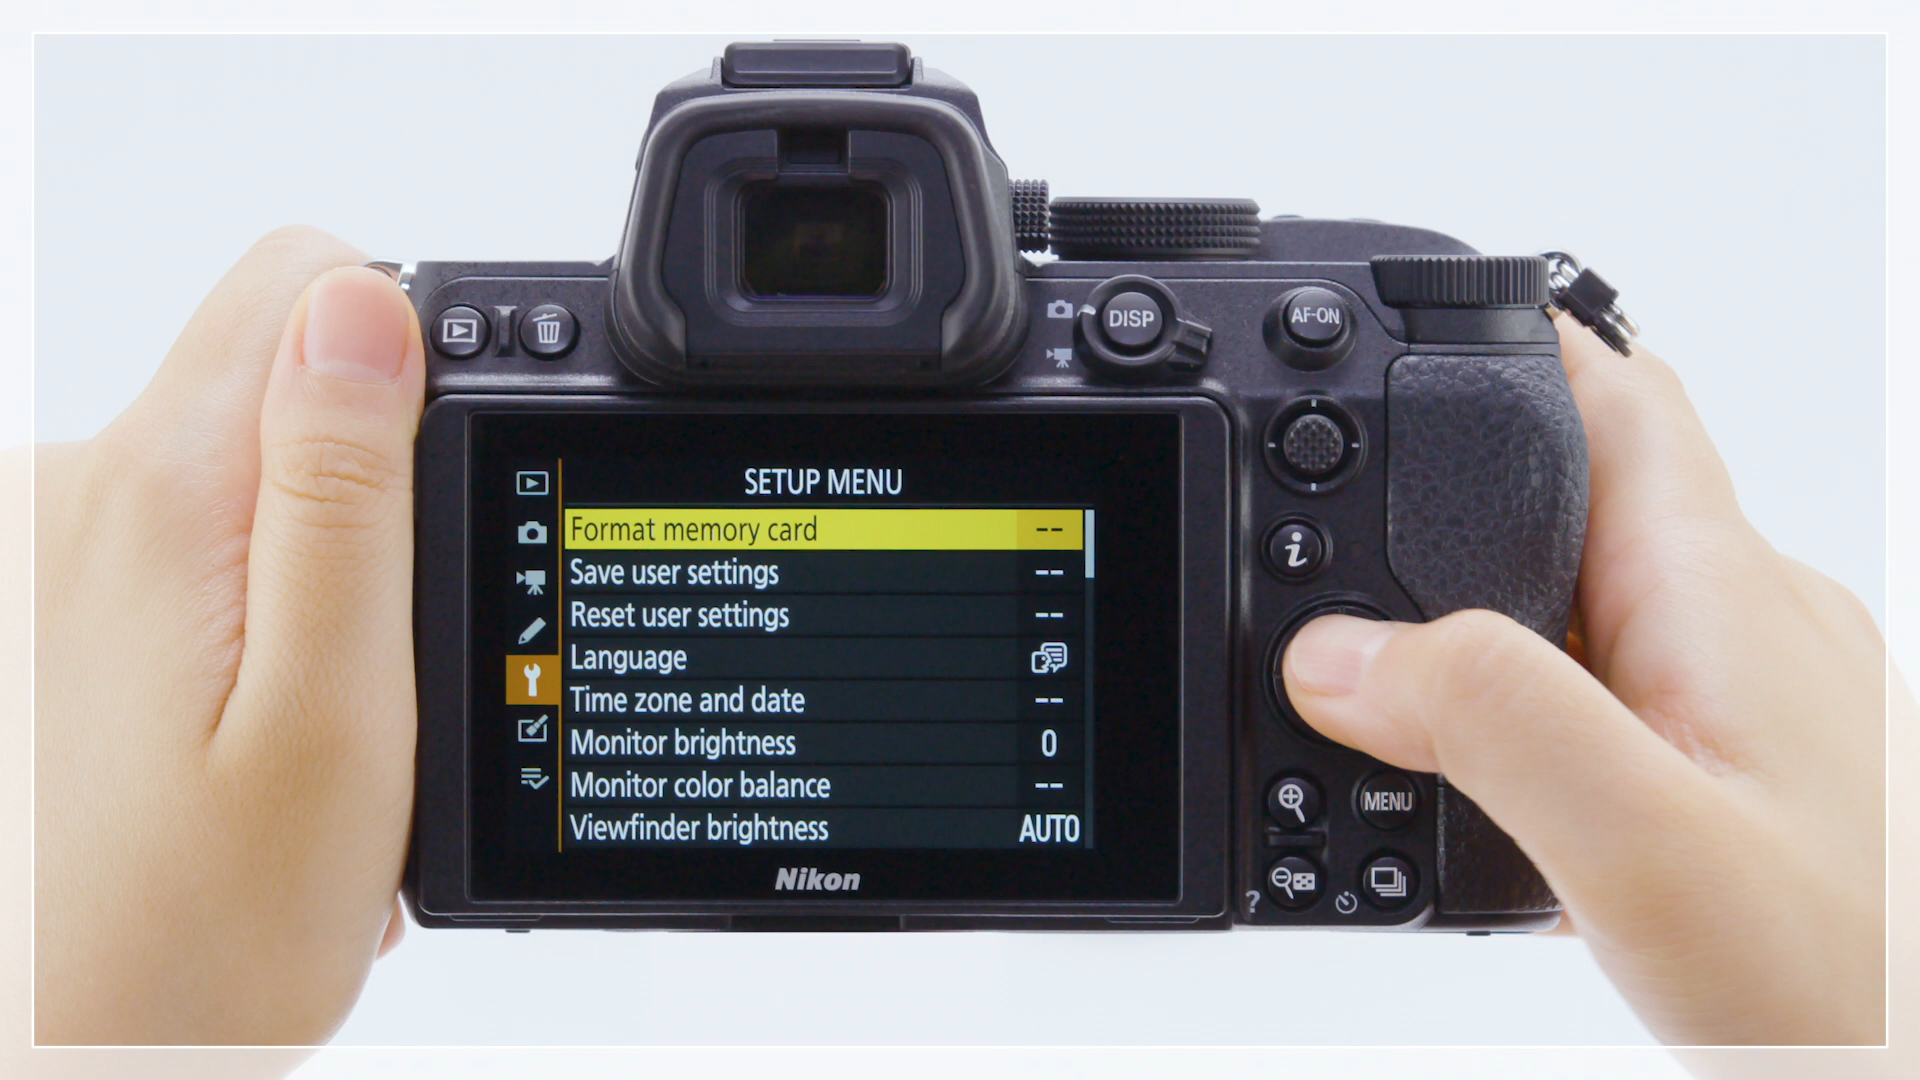 DISP
AF-ON
SETUP MENU
Format memory card --
Save user settings --
Reset user settings --
Language
Time zone and date --
Monitor brightness 0
Monitor color balance --
Viewfinder brightness AUTO
Nikon
i
MENU
?